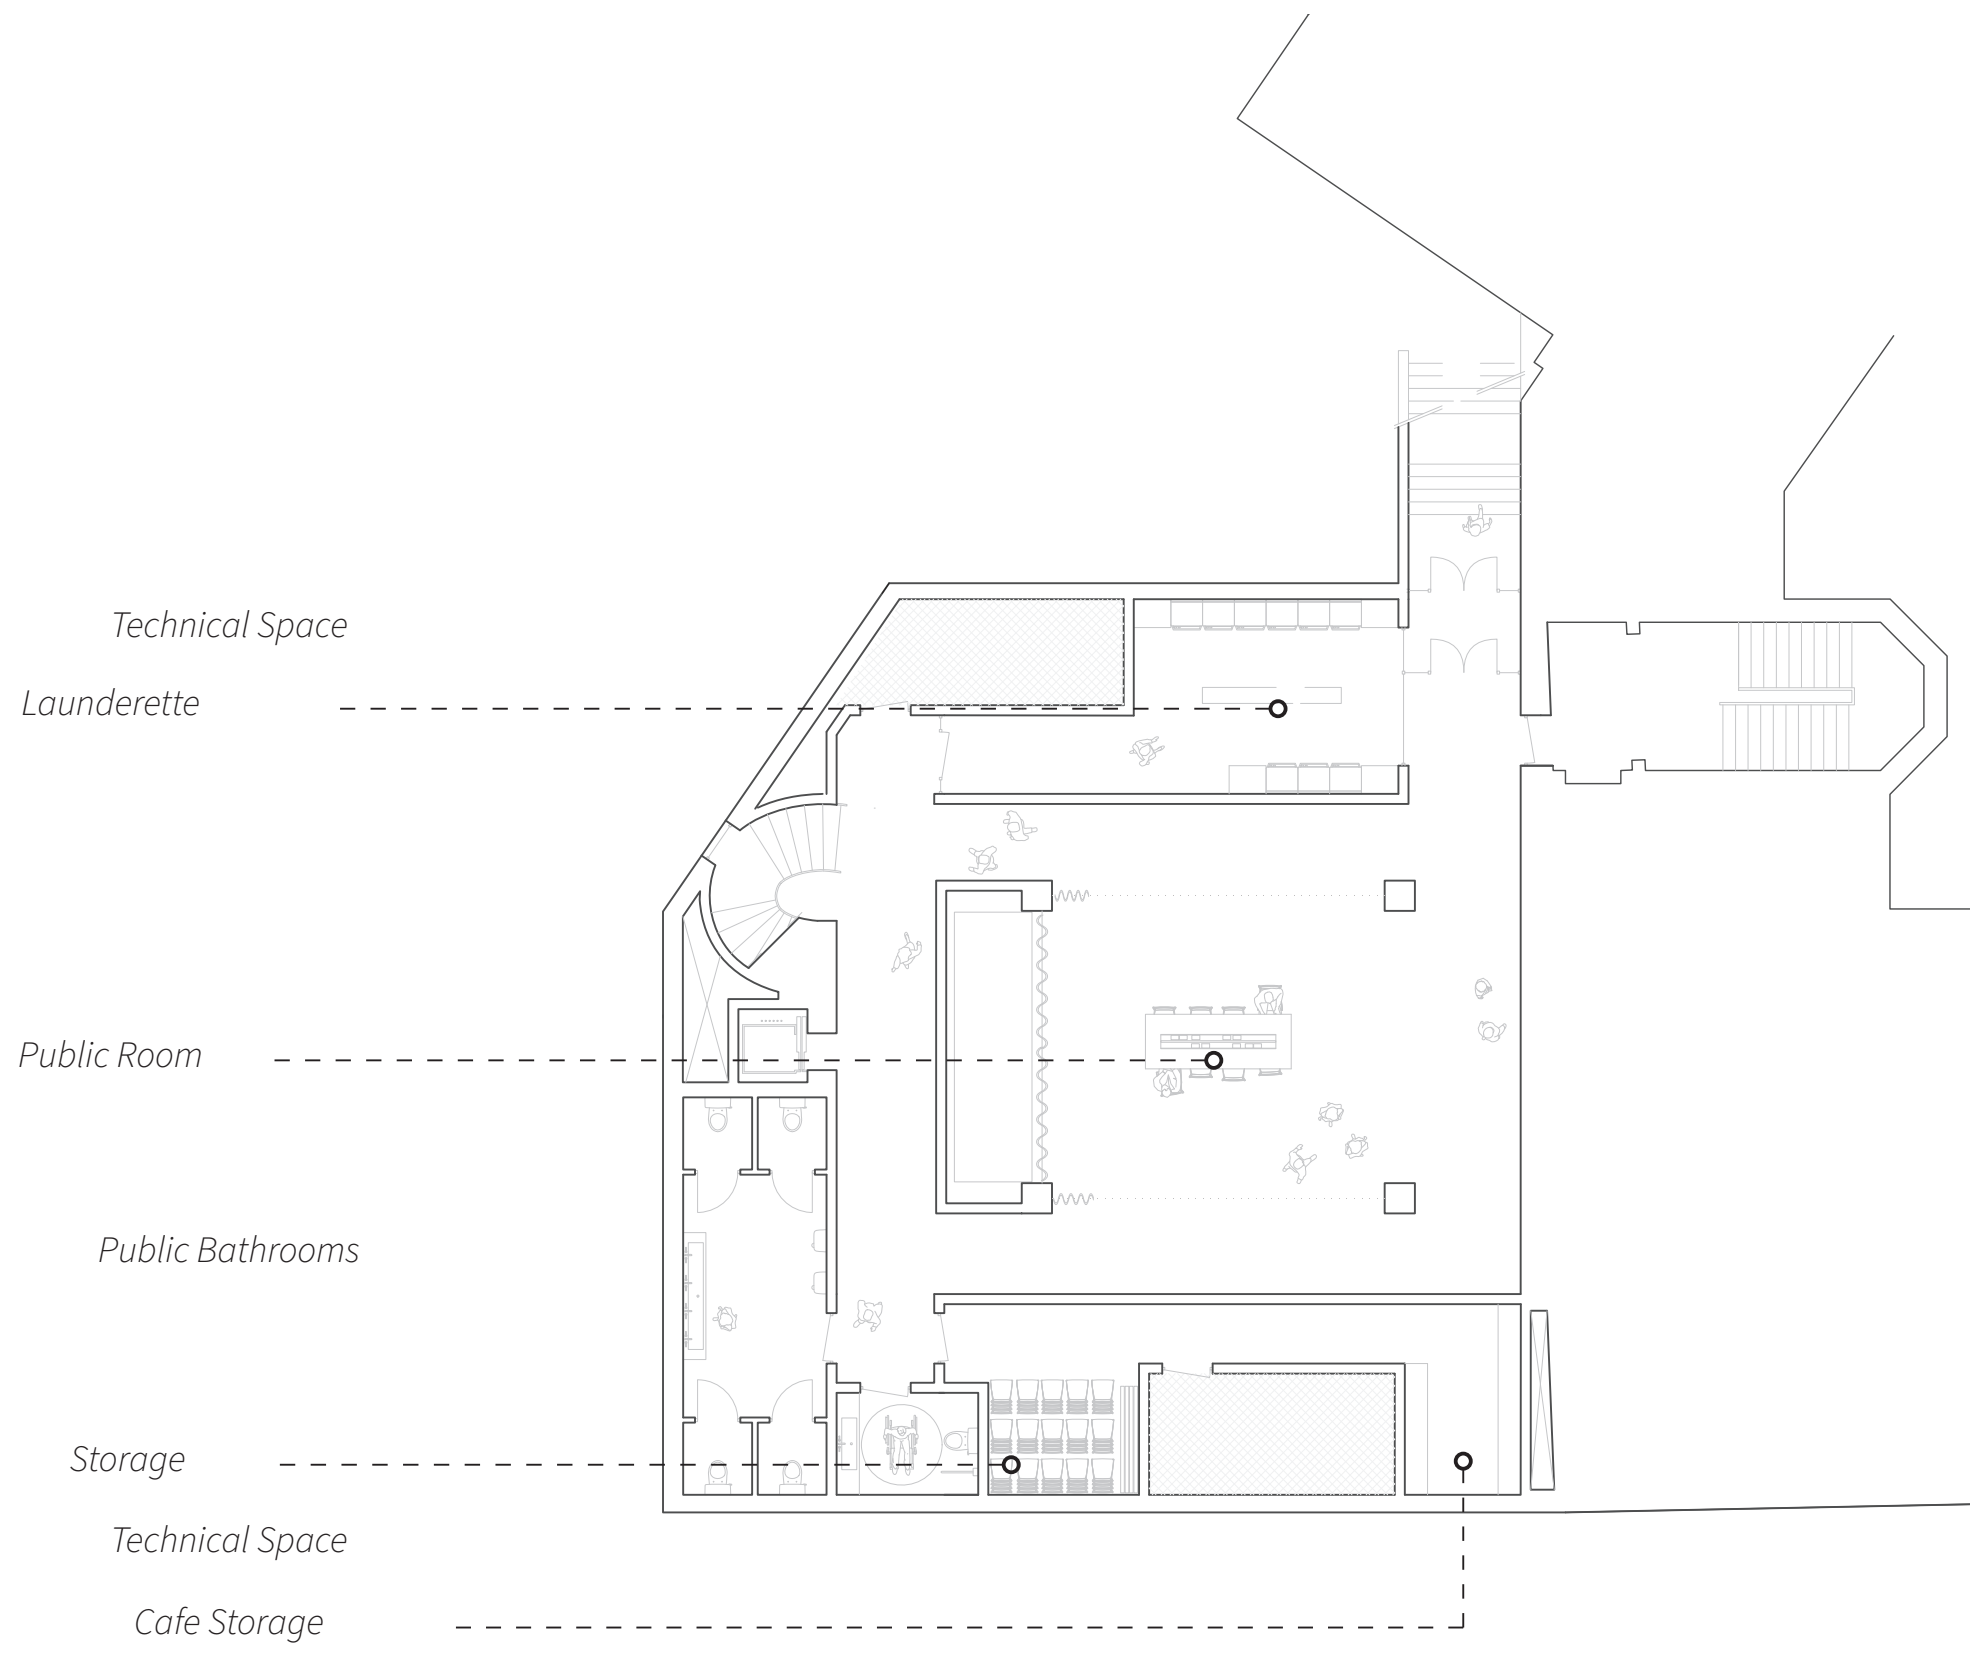 Technical Space
Launderette
Public Room
Public Bathrooms
Storage
Technical Space
Cafe Storage